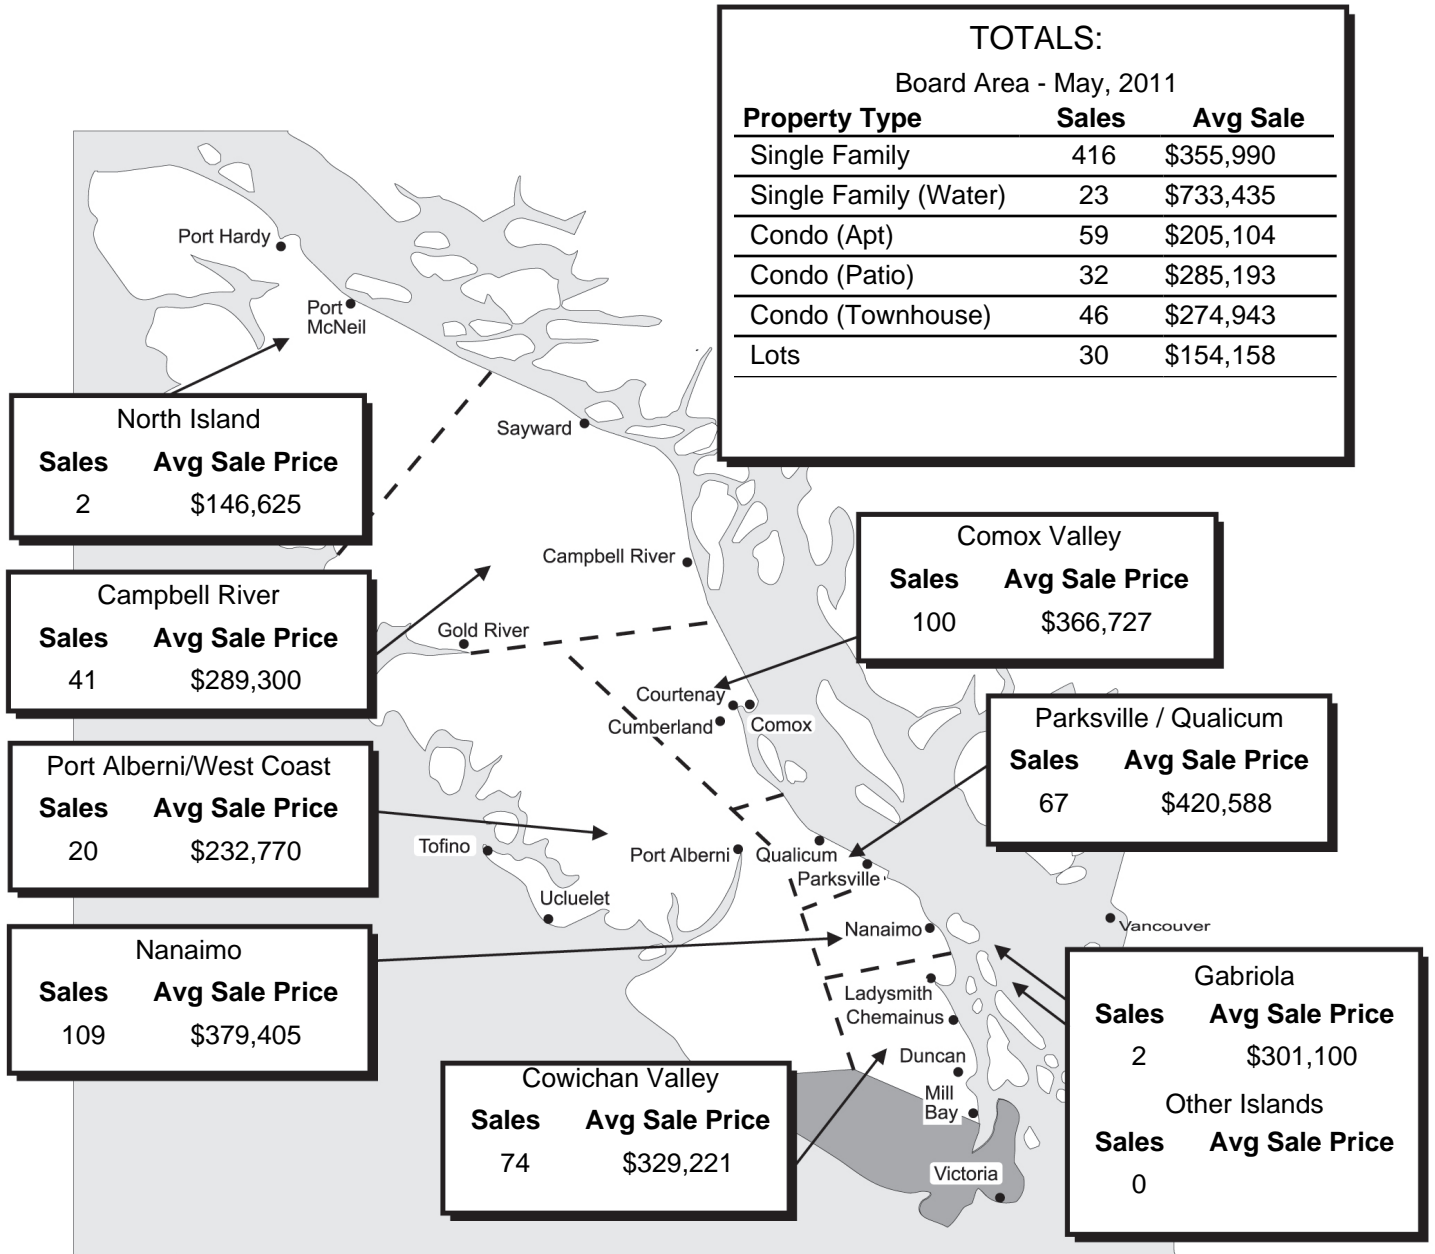 TOTALS:
Board Area - May, 2011
Property Type Sales Avg Sale
Single Family 416 $355,990
Single Family (Water) 23 $733,435
Condo (Apt) 59 $205,104
Condo (Patio) 32 $285,193
Condo (Townhouse) 46 $274,943
Lots 30 $154,158
Port Hardy
Port
McNeil
North Island
Sales Avg Sale Price
2 $146,625
Sayward
Campbell River
Campbell River
Sales Avg Sale Price
41 $289,300
Gold River
Comox Valley
Sales Avg Sale Price
100 $366,727
Courtenay
Cumberland
Comox
Parksville / Qualicum
Sales Avg Sale Price
67 $420,588
Port Alberni/West Coast
Sales Avg Sale Price
20 $232,770
Tofino
Port Alberni
Qualicum
Parksville
Ucluelet
Nanaimo
Vancouver
Nanaimo
Sales Avg Sale Price
109 $379,405
Ladysmith
Chemainus
Duncan
Mill
Bay
Victoria
Gabriola
Sales Avg Sale Price
2 $301,100
Other Islands
Sales Avg Sale Price
0
Cowichan Valley
Sales Avg Sale Price
74 $329,221